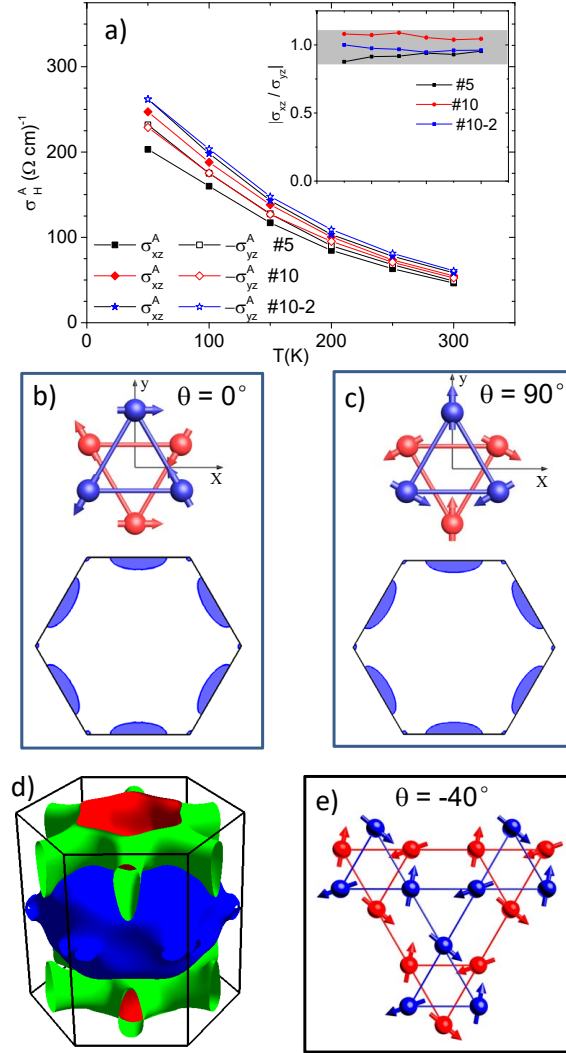 a)
σ_H^A (Ω cm)⁻¹
300
200
100
0
0 100 200 300
T(K)
σ_xz^A −σ_yz^A #5
σ_xz^A −σ_yz^A #10
σ_xz^A −σ_yz^A #10-2
|σ_xz / σ_yz|
1.0
0.5
0.0
#5
#10
#10-2
b) θ = 0°
y
X
c) θ = 90°
y
X
d)
e) θ = -40°